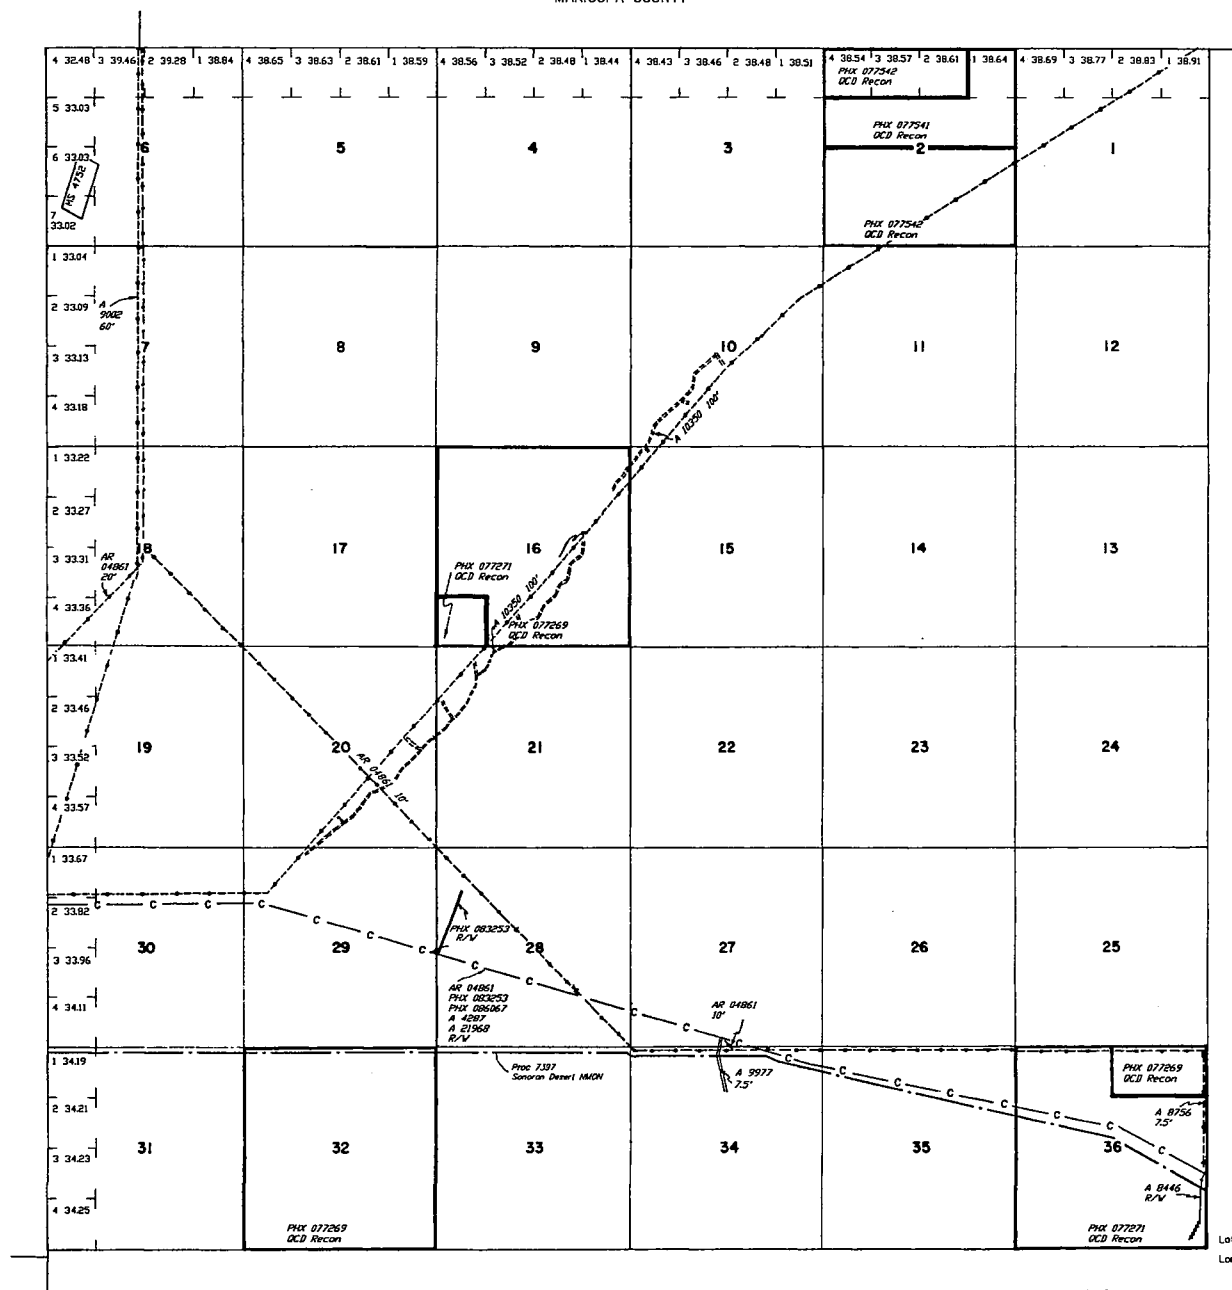 4 32.48 3 39.46 2 39.28 1 38.84 4 38.65 3 38.63 2 38.61 1 38.59 4 38.56 3 38.52 2 38.48 1 38.44 4 38.43 3 38.46 2 38.48 1 38.51 4 38.54 3 38.57 2 38.61 1 38.64 4 38.69 3 38.77 2 38.83 1 38.91
PHX 077542
QCD Recon
5 33.03
PHX 077541
QCD Recon
6 5 4 3 2 1
6 33.03
MS 4752
7
33.02
PHX 077542
QCD Recon
1 33.04
2 33.09
A
9002
60'
7 8 9 10 11 12
3 33.13
4 33.18
A 10350 100'
1 33.22
2 33.27
18 17 16 15 14 13
3 33.31
AR
04861
20'
PHX 077271
QCD Recon
4 33.36
A 10350 100'
PHX 077269
QCD Recon
1 33.41
2 33.46
19 20 21 22 23 24
3 33.52
AR 04861 10'
4 33.57
1 33.67
2 33.82
PHX 083253
R/W
30 29 28 27 26 25
3 33.96
4 34.11
AR 04861
PHX 083253
PHX 086067
A 4287
A 21968
R/W
AR 04861
10'
1 34.19
Proc 7397
Sonoran Desert NMON
A 9977
7.5'
PHX 077269
QCD Recon
2 34.21
A 8756
7.5'
31 32 33 34 35 36
3 34.23
4 34.25
A 8446
R/W
PHX 077269
QCD Recon
PHX 077271
QCD Recon
C C C C C C C C C C C C C C C C C C C C